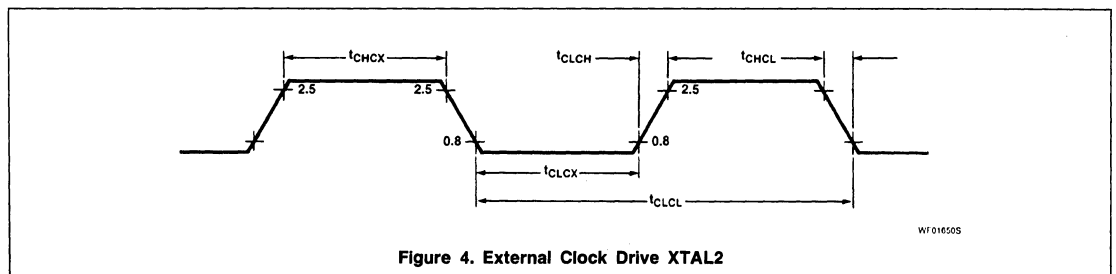 tCHCX tCLCH tCHCL
2.5 2.5 2.5
0.8 0.8
tCLCX
tCLCL
WF01650S
Figure 4. External Clock Drive XTAL2